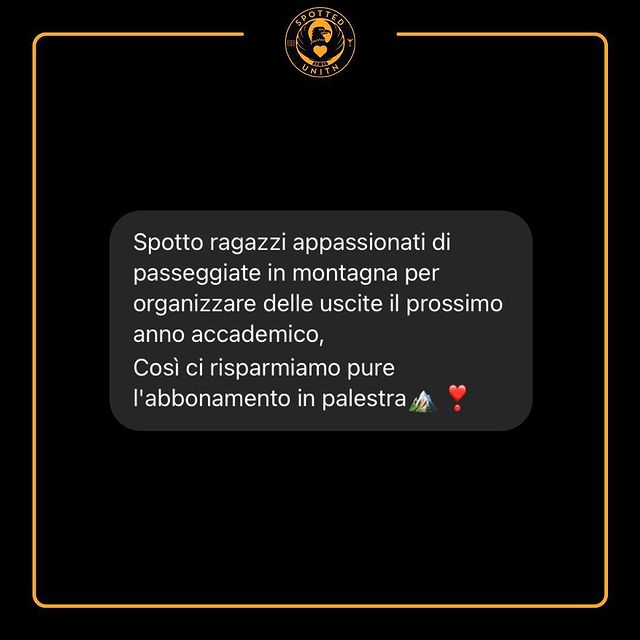 SPOTTED
UNITN
Spotto ragazzi appassionati di
passeggiate in montagna per
organizzare delle uscite il prossimo
anno accademico,
Così ci risparmiamo pure
l'abbonamento in palestra⛰️ ❣️